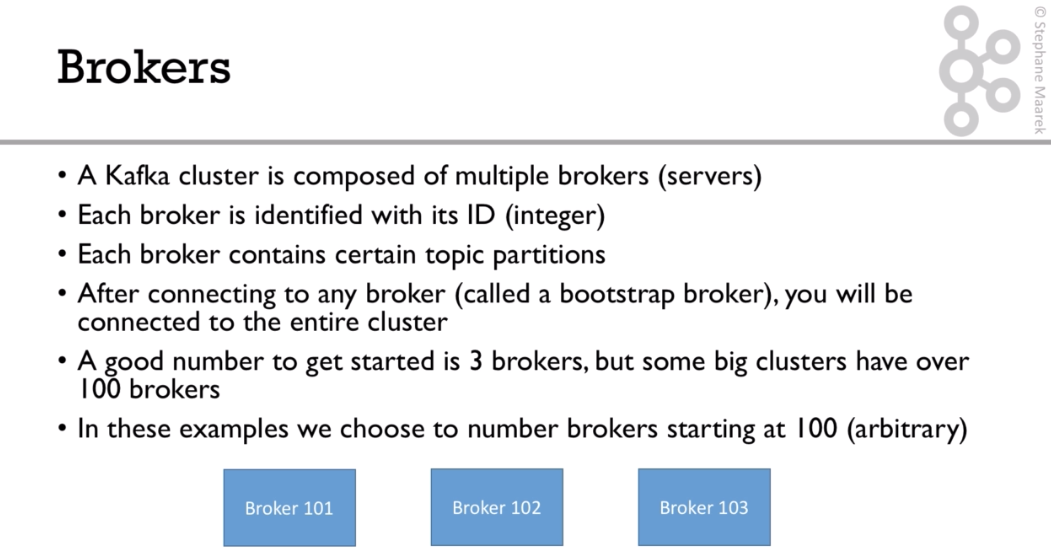 Brokers
© Stephane Maarek
• A Kafka cluster is composed of multiple brokers (servers)
• Each broker is identified with its ID (integer)
• Each broker contains certain topic partitions
• After connecting to any broker (called a bootstrap broker), you will be
connected to the entire cluster
• A good number to get started is 3 brokers, but some big clusters have over
100 brokers
• In these examples we choose to number brokers starting at 100 (arbitrary)
Broker 101
Broker 102
Broker 103